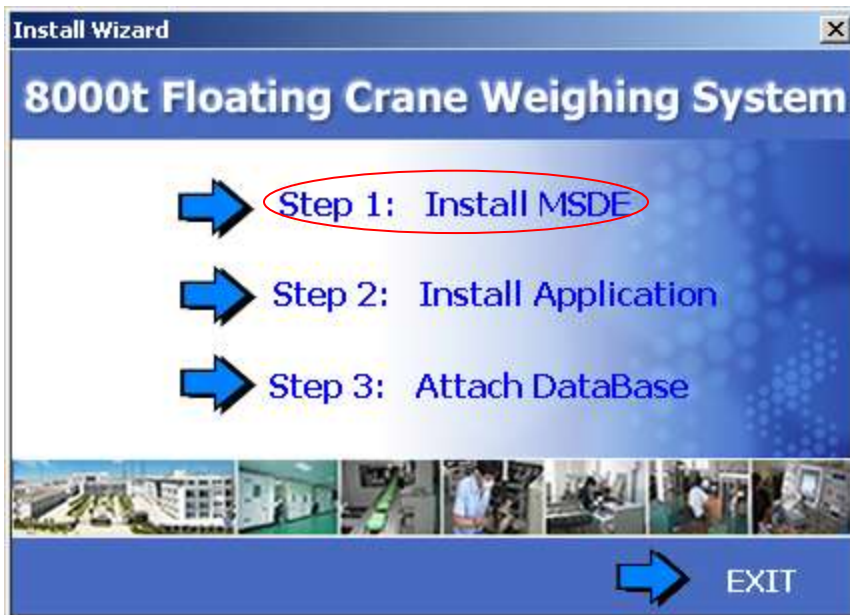 Install Wizard
8000t Floating Crane Weighing System
Step 1: Install MSDE
Step 2: Install Application
Step 3: Attach DataBase
EXIT